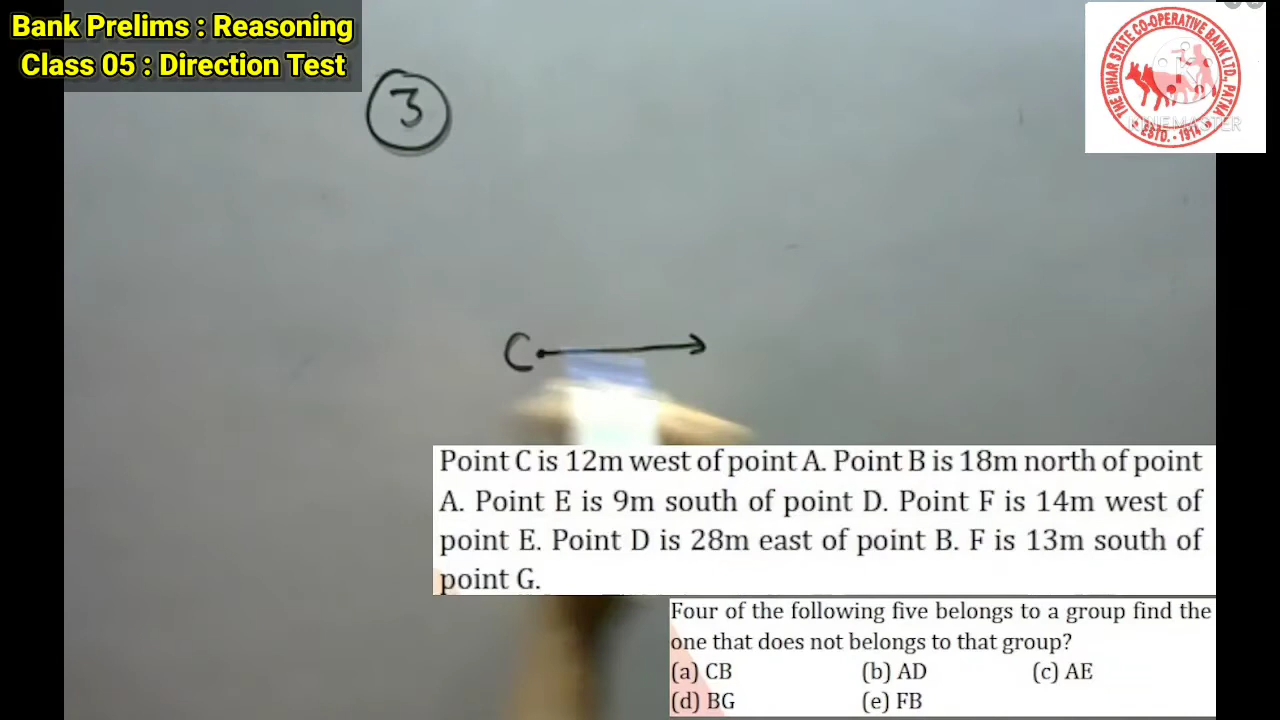 Bank Prelims : Reasoning
Class 05 : Direction Test
THE BIHAR STATE CO-OPERATIVE BANK LTD., PATNA
ESTD. - 1914
KINEMASTER
3
C
Point C is 12m west of point A. Point B is 18m north of point
A. Point E is 9m south of point D. Point F is 14m west of
point E. Point D is 28m east of point B. F is 13m south of
point G.
Four of the following five belongs to a group find the
one that does not belongs to that group?
(a) CB (b) AD (c) AE
(d) BG (e) FB